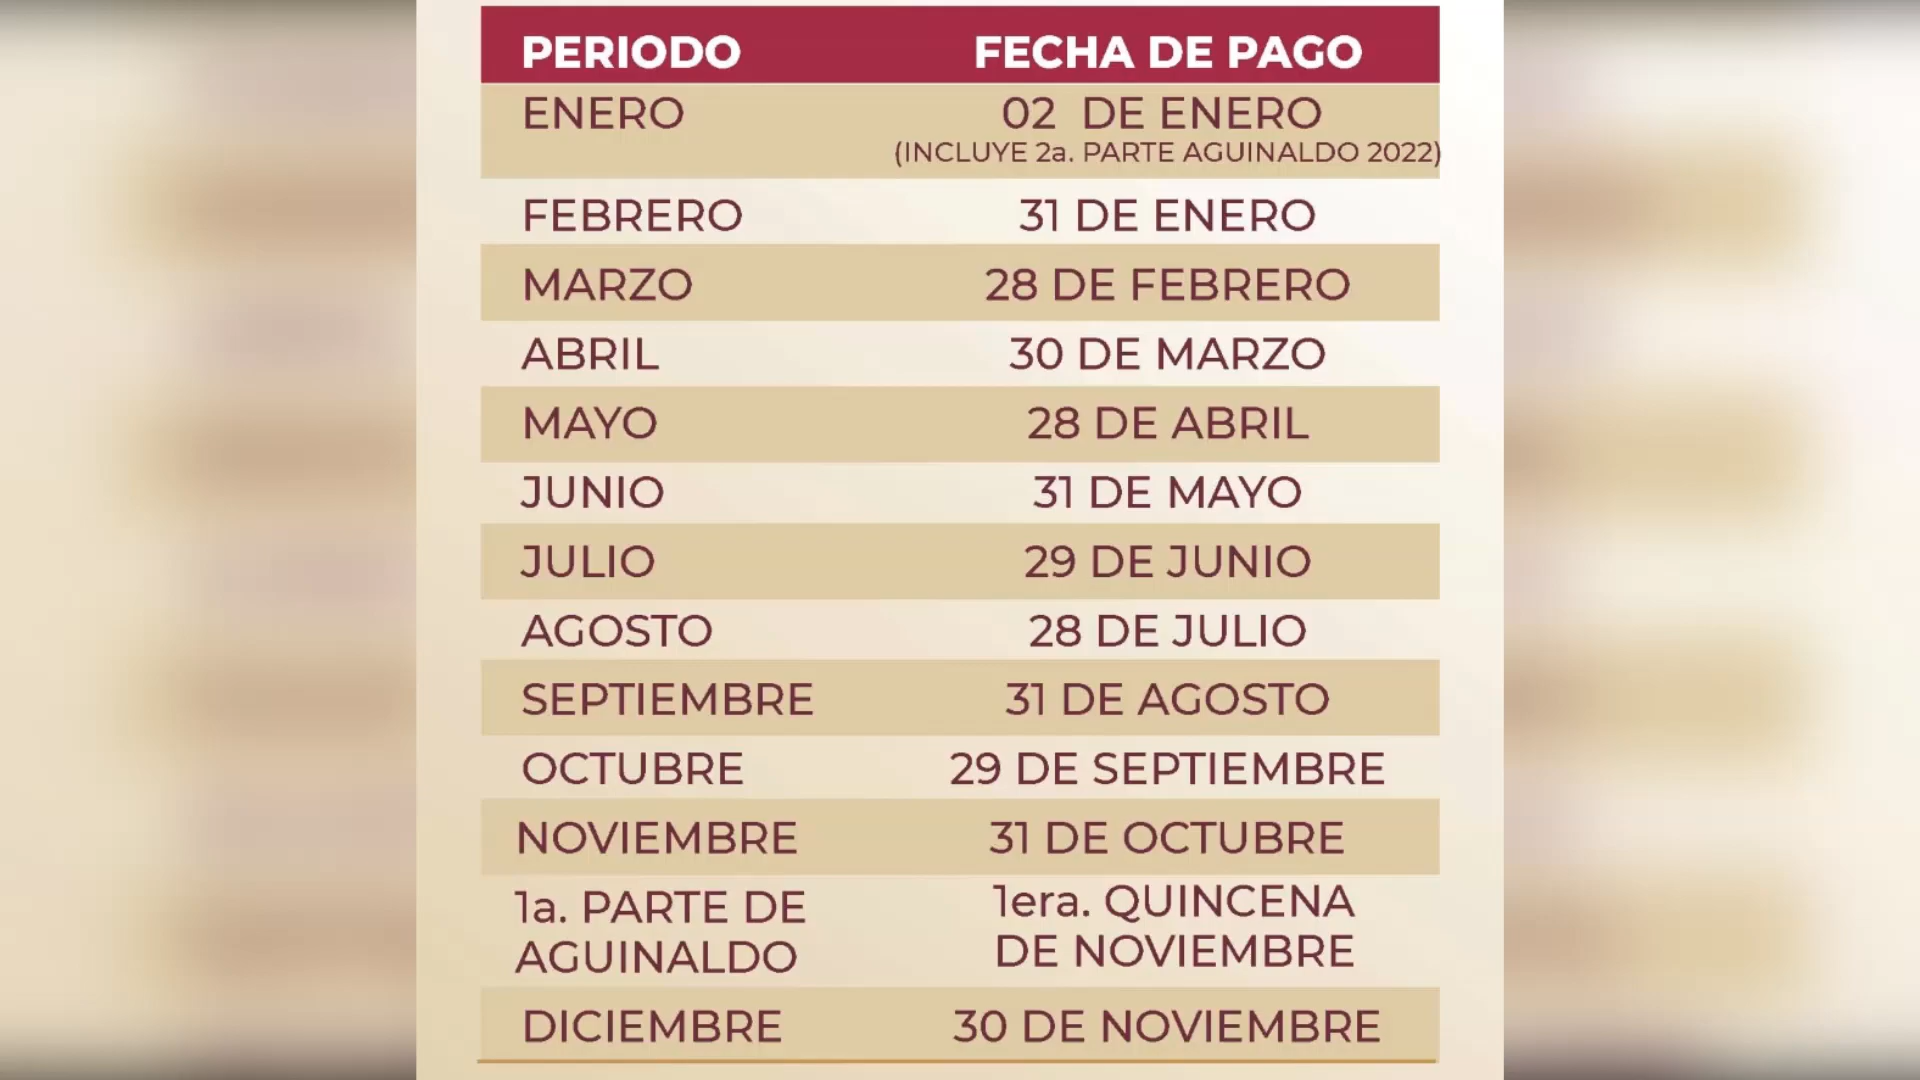 PERIODO FECHA DE PAGO
ENERO 02 DE ENERO
(INCLUYE 2a. PARTE AGUINALDO 2022)
FEBRERO 31 DE ENERO
MARZO 28 DE FEBRERO
ABRIL 30 DE MARZO
MAYO 28 DE ABRIL
JUNIO 31 DE MAYO
JULIO 29 DE JUNIO
AGOSTO 28 DE JULIO
SEPTIEMBRE 31 DE AGOSTO
OCTUBRE 29 DE SEPTIEMBRE
NOVIEMBRE 31 DE OCTUBRE
1a. PARTE DE
AGUINALDO
1era. QUINCENA
DE NOVIEMBRE
DICIEMBRE 30 DE NOVIEMBRE